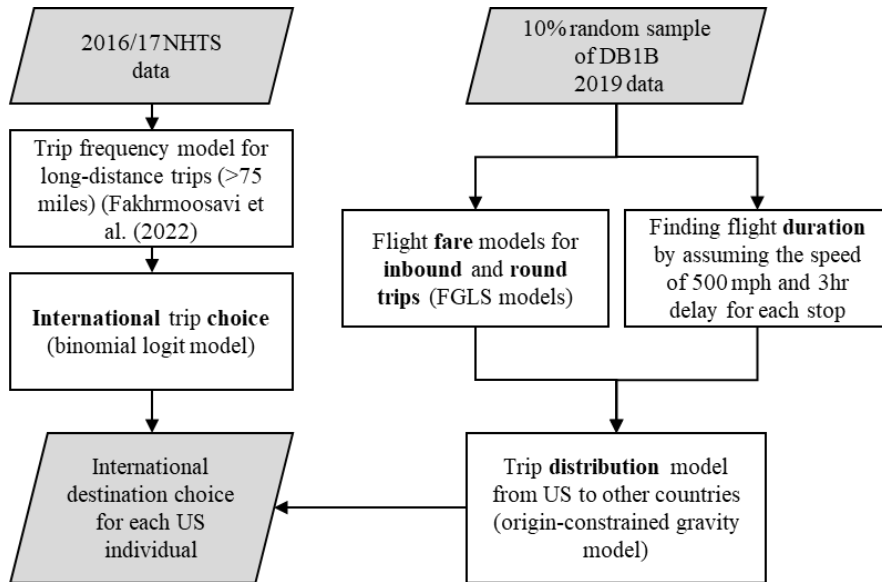 2016/17 NHTS
data
Trip frequency model for
long-distance trips (>75
miles) (Fakhrmoosavi et
al. (2022)
International trip choice
(binomial logit model)
International
destination choice
for each US
individual
10% random sample
of DB1B
2019 data
Flight fare models for
inbound and round
trips (FGLS models)
Finding flight duration
by assuming the speed
of 500 mph and 3hr
delay for each stop
Trip distribution model
from US to other countries
(origin-constrained gravity
model)